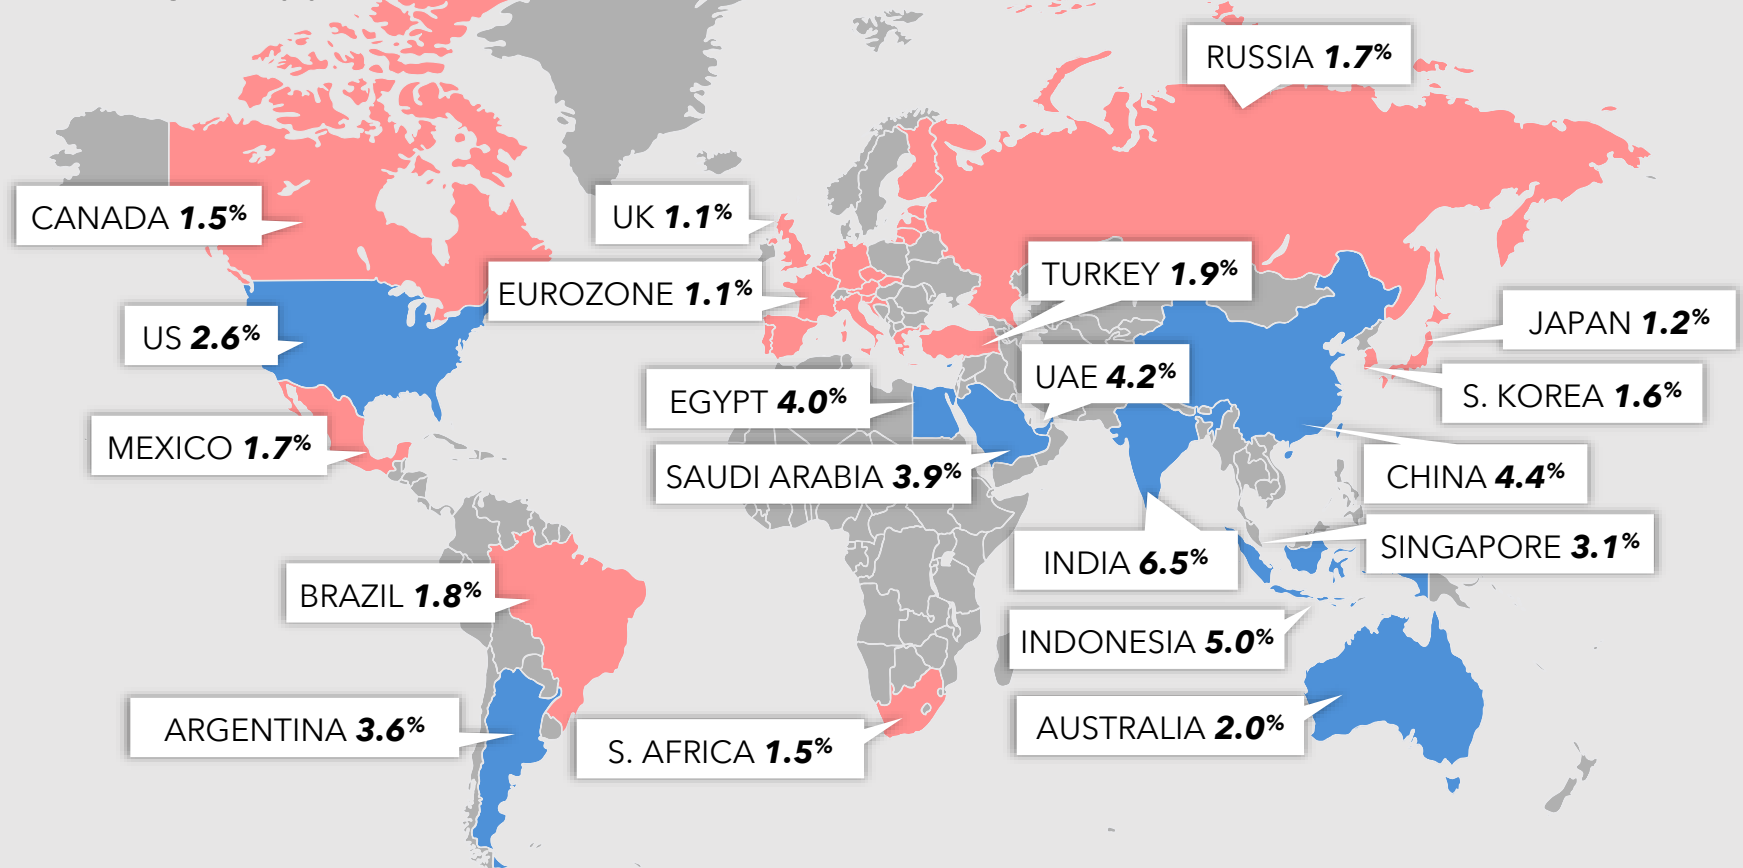 RUSSIA 1.7%
CANADA 1.5%
UK 1.1%
TURKEY 1.9%
EUROZONE 1.1%
JAPAN 1.2%
US 2.6%
UAE 4.2%
S. KOREA 1.6%
EGYPT 4.0%
MEXICO 1.7%
SAUDI ARABIA 3.9%
CHINA 4.4%
SINGAPORE 3.1%
INDIA 6.5%
BRAZIL 1.8%
INDONESIA 5.0%
ARGENTINA 3.6%
AUSTRALIA 2.0%
S. AFRICA 1.5%